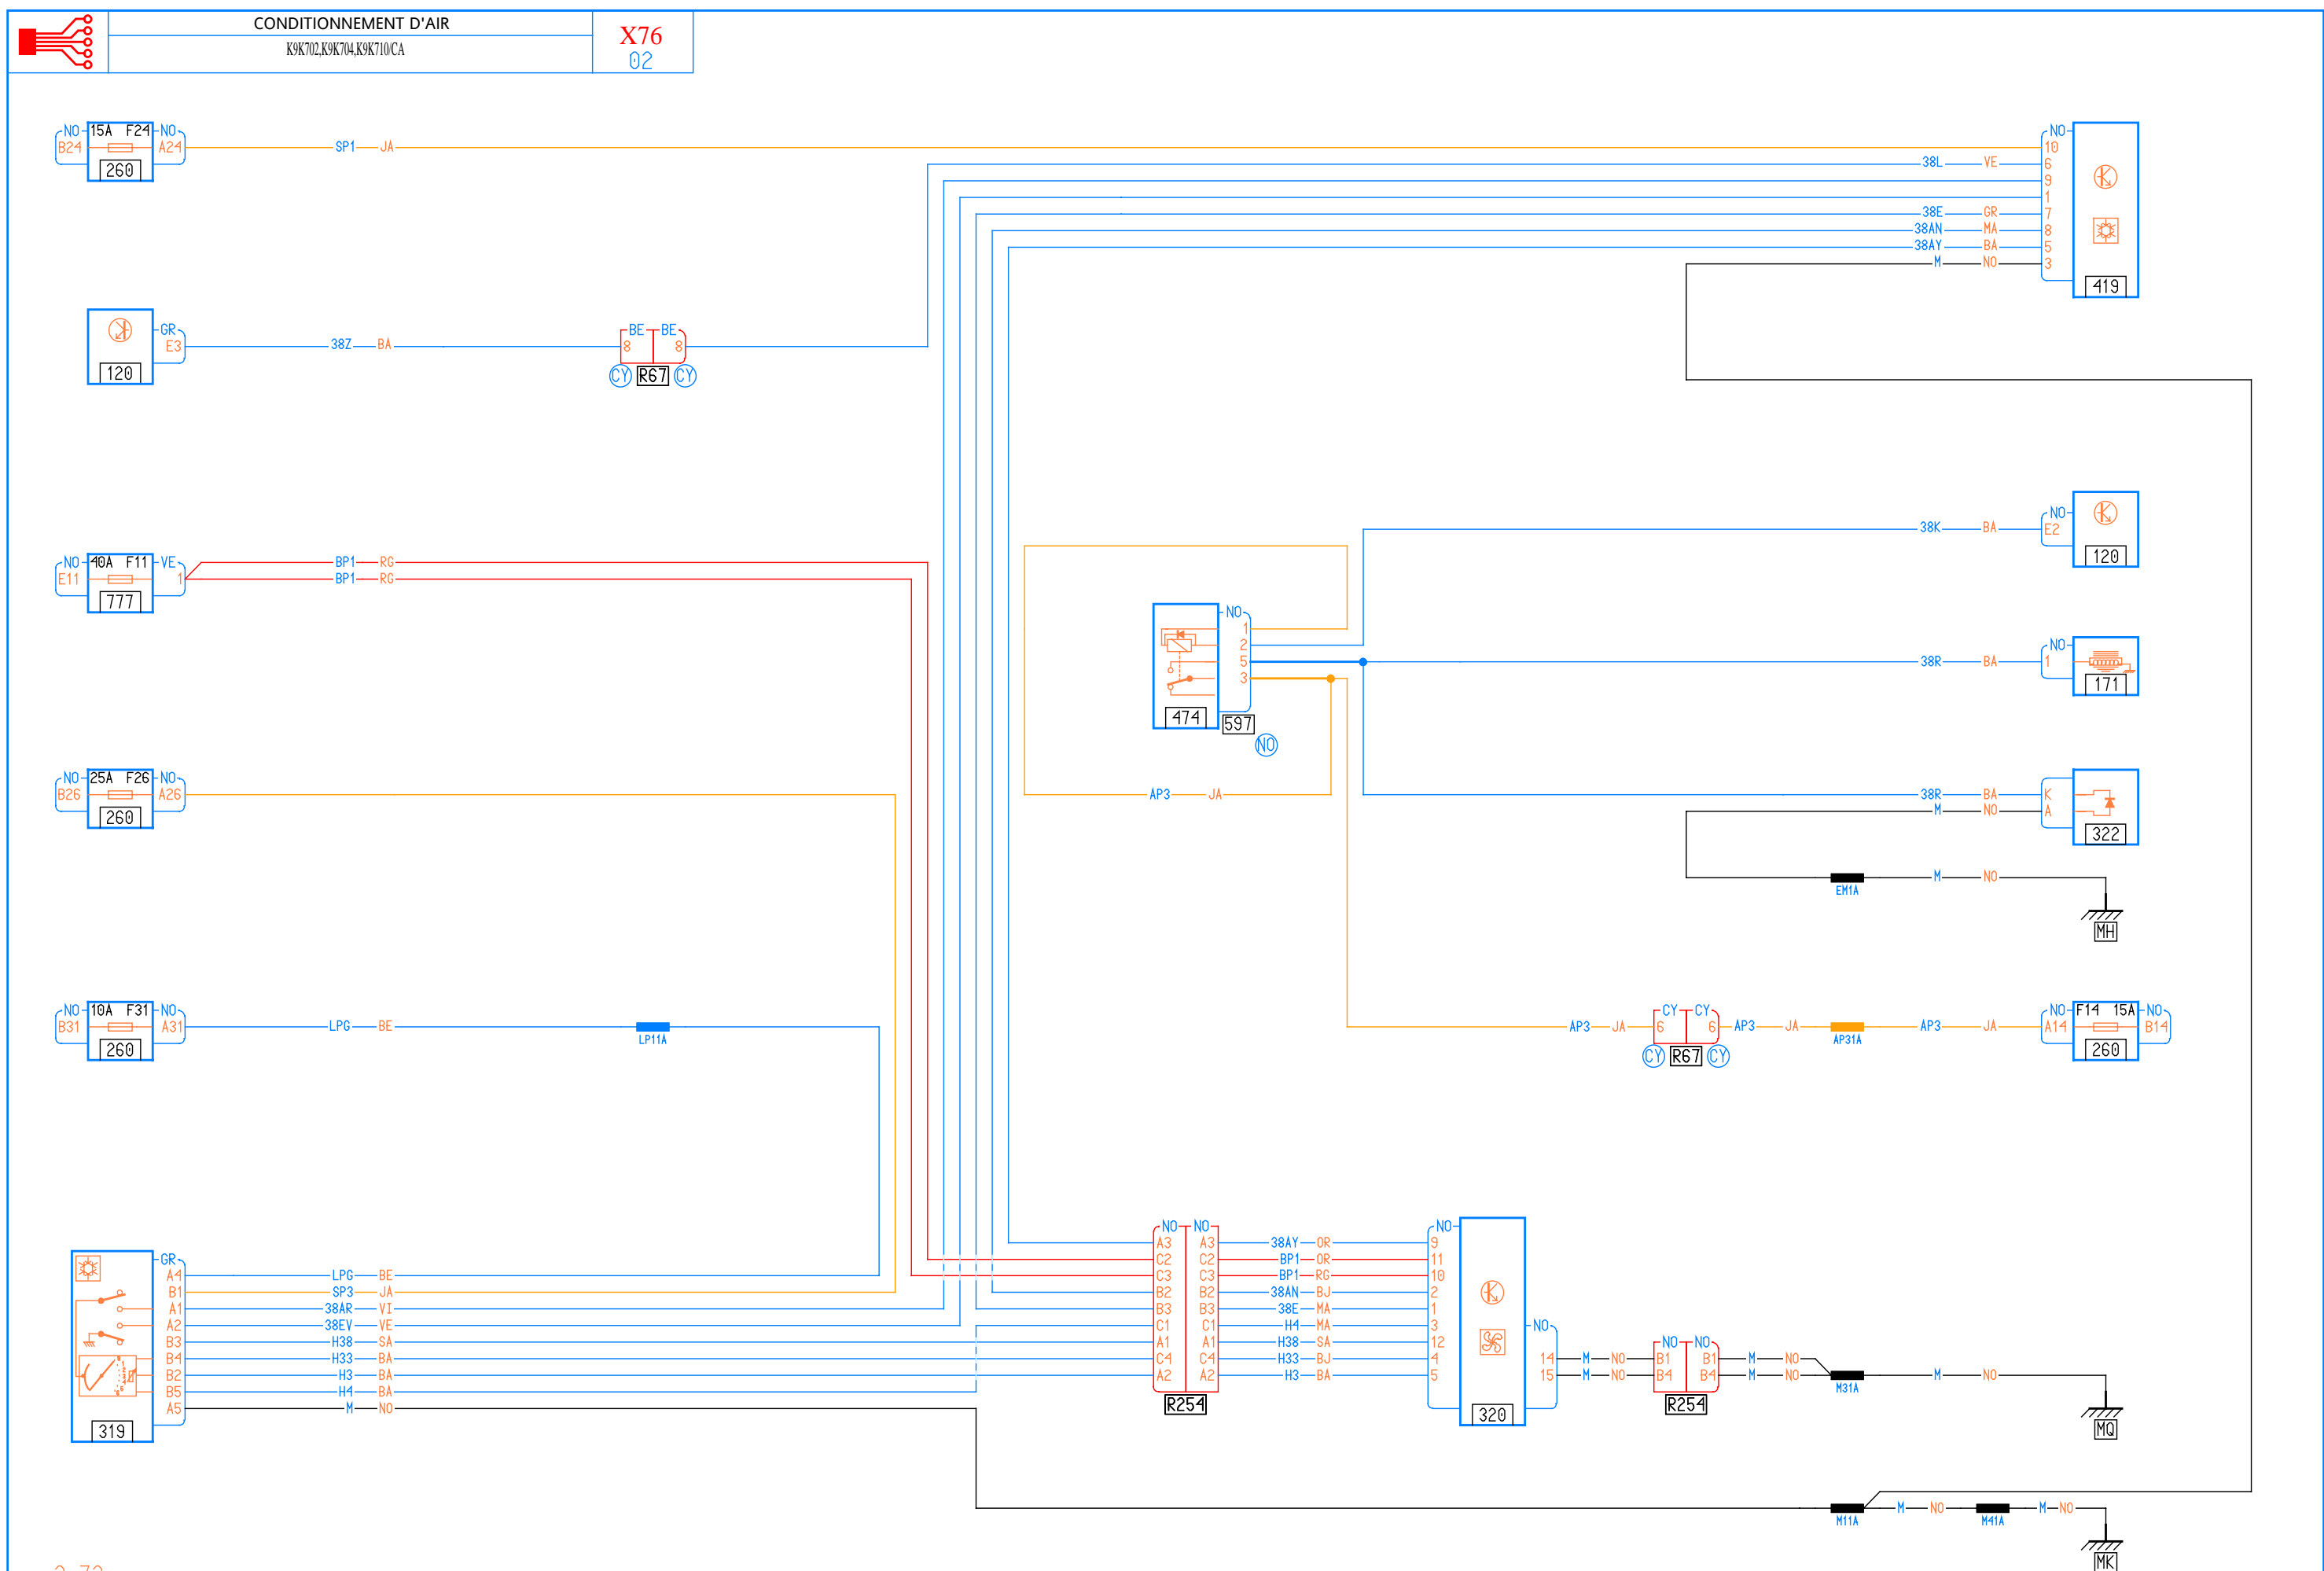 CONDITIONNEMENT D'AIR
K9K702,K9K704,K9K710/CA
X76
02
NO 15A F24 NO
B24 A24 SP1 JA
260
NO
10
38L VE 6
9
1
38E GR 7
38AN MA 8
38AY BA 5
M NO 3
419
GR
E3 38Z BA
120
BE BE
8 8
CY R67 CY
NO
38K BA E2
120
NO 40A F11 VE
BP1 RG
E11 1 BP1 RG
777
NO
1
2
5
3
474 597
NO
AP3 JA
NO
38R BA 1
171
NO 25A F26 NO
B26 A26
260
38R BA K
M NO A
322
EM1A M NO
MH
NO 10A F31 NO
B31 A31 LPG BE
LP11A
260
CY CY
AP3 JA 6 6 AP3 JA
CY R67 CY
AP31A
AP3 JA
NO F14 15A NO
A14 B14
260
GR
A4 LPG BE
B1 SP3 JA
A1 38AR VI
A2 38EV VE
B3 H38 SA
B4 H33 BA
B2 H3 BA
B5 H4 BA
A5 M NO
319
NO NO NO
A3 A3 38AY OR 9
C2 C2 BP1 OR 11
C3 C3 BP1 RG 10
B2 B2 38AN BJ 2
B3 B3 38E MA 1
C1 C1 H4 MA 3
A1 A1 H38 SA 12
C4 C4 H33 BJ 4
A2 A2 H3 BA 5
R254
320
NO
NO NO
14 M NO B1 B1 M NO
15 M NO B4 B4 M NO
R254
M31A
M NO
MQ
M11A
M NO
M41A
M NO
MK